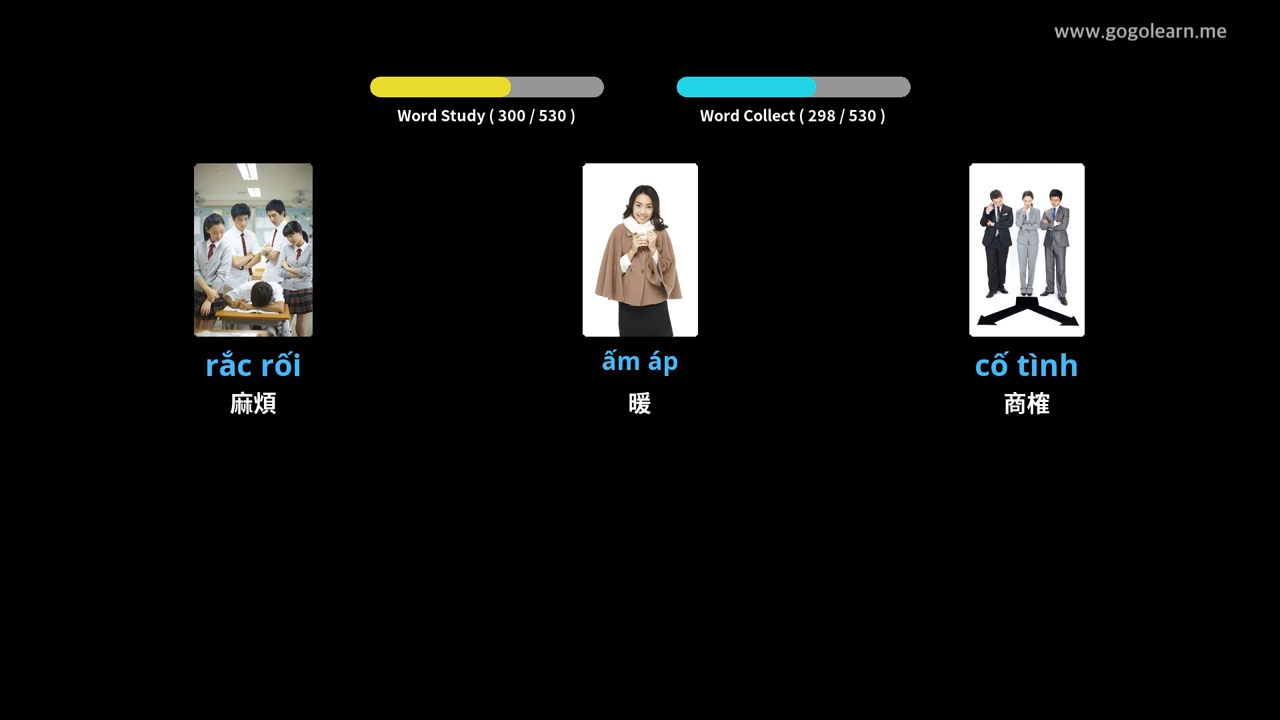 www.gogolearn.me
Word Study ( 300 / 530 )
Word Collect ( 298 / 530 )
rắc rối
麻煩
ấm áp
暖
cố tình
商榷